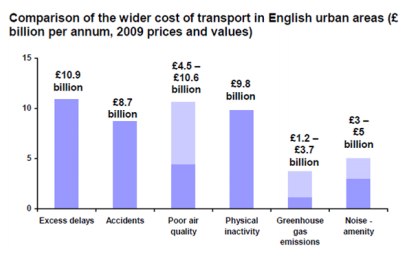 Comparison of the wider cost of transport in English urban areas (£
billion per annum, 2009 prices and values)
15
10
5
0
£10.9
billion
£8.7
billion
£4.5 –
£10.6
billion
£9.8
billion
£1.2 –
£3.7
billion
£3 –
£5
billion
Excess delays
Accidents
Poor air
quality
Physical
inactivity
Greenhouse
gas
emissions
Noise -
amenity